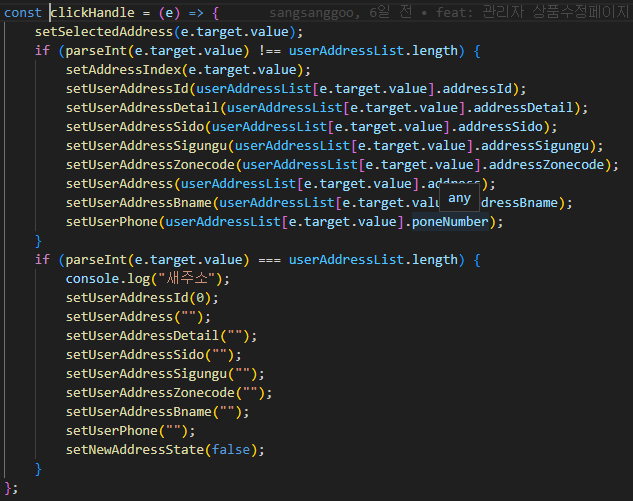 const clickHandle = (e) => {        sangsanggoo, 6일 전 • feat: 관리자 상품수정페이지
    setSelectedAddress(e.target.value);
    if (parseInt(e.target.value) !== userAddressList.length) {
        setAddressIndex(e.target.value);
        setUserAddressId(userAddressList[e.target.value].addressId);
        setUserAddressDetail(userAddressList[e.target.value].addressDetail);
        setUserAddressSido(userAddressList[e.target.value].addressSido);
        setUserAddressSigungu(userAddressList[e.target.value].addressSigungu);
        setUserAddressZonecode(userAddressList[e.target.value].addressZonecode);
        setUserAddress(userAddressList[e.target.value].address);
any
        setUserAddressBname(userAddressList[e.target.valu dressBname);
        setUserPhone(userAddressList[e.target.value].poneNumber);
    }
    if (parseInt(e.target.value) === userAddressList.length) {
        console.log("새주소");
        setUserAddressId(0);
        setUserAddress("");
        setUserAddressDetail("");
        setUserAddressSido("");
        setUserAddressSigungu("");
        setUserAddressZonecode("");
        setUserAddressBname("");
        setUserPhone("");
        setNewAddressState(false);
    }
};